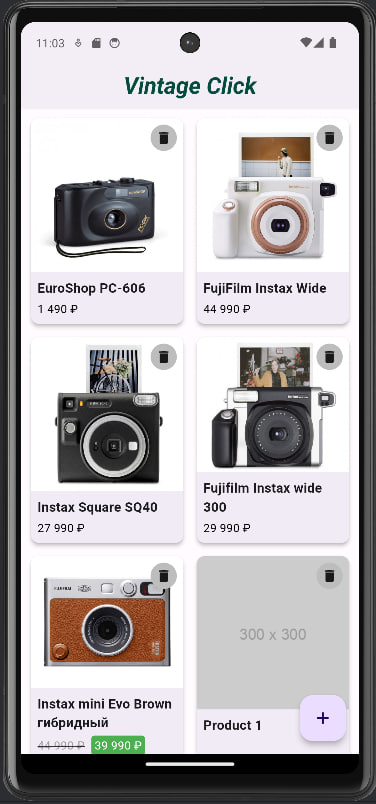 11:03
Vintage Click
EuroShop PC-606
1 490 ₽
FujiFilm Instax Wide
44 990 ₽
Instax Square SQ40
27 990 ₽
Fujifilm Instax wide
300
29 990 ₽
Instax mini Evo Brown
гибридный
44 990 ₽ 39 990 ₽
300 x 300
Product 1
+